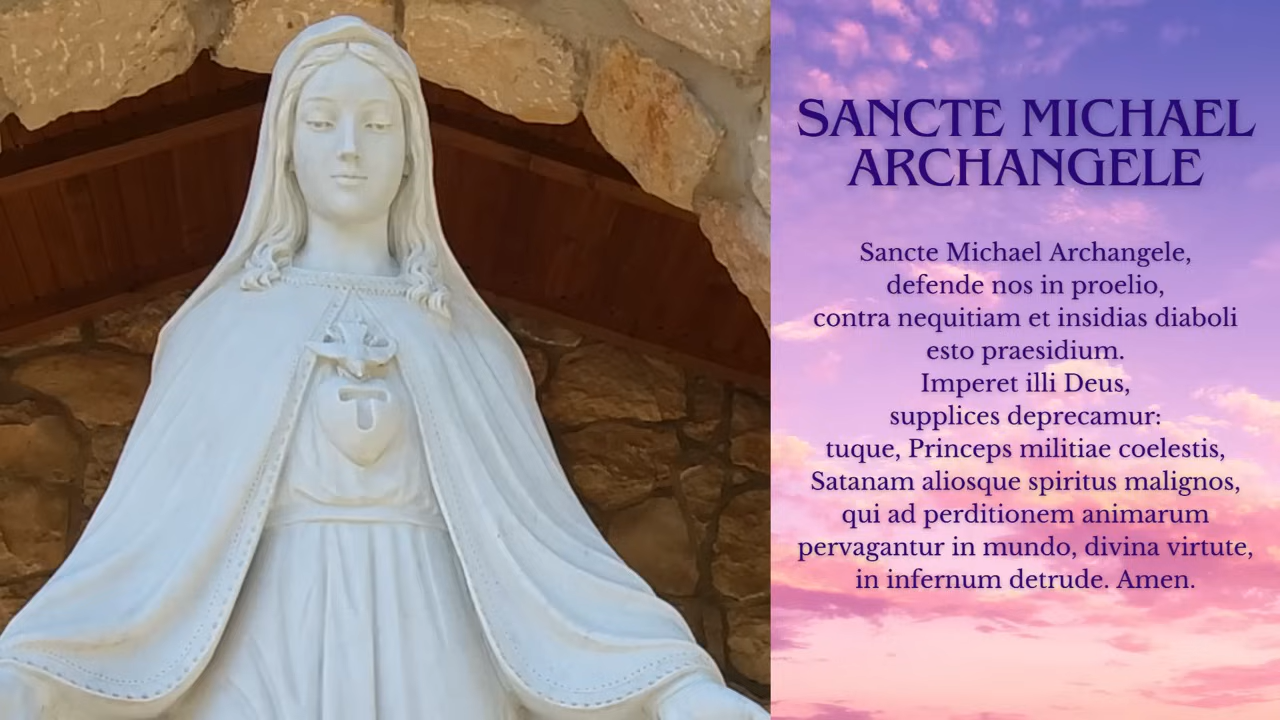 SANCTE MICHAEL
ARCHANGELE
Sancte Michael Archangele,
defende nos in proelio,
contra nequitiam et insidias diaboli
esto praesidium.
Imperet illi Deus,
supplices deprecamur:
tuque, Princeps militiae coelestis,
Satanam aliosque spiritus malignos,
qui ad perditionem animarum
pervagantur in mundo, divina virtute,
in infernum detrude. Amen.